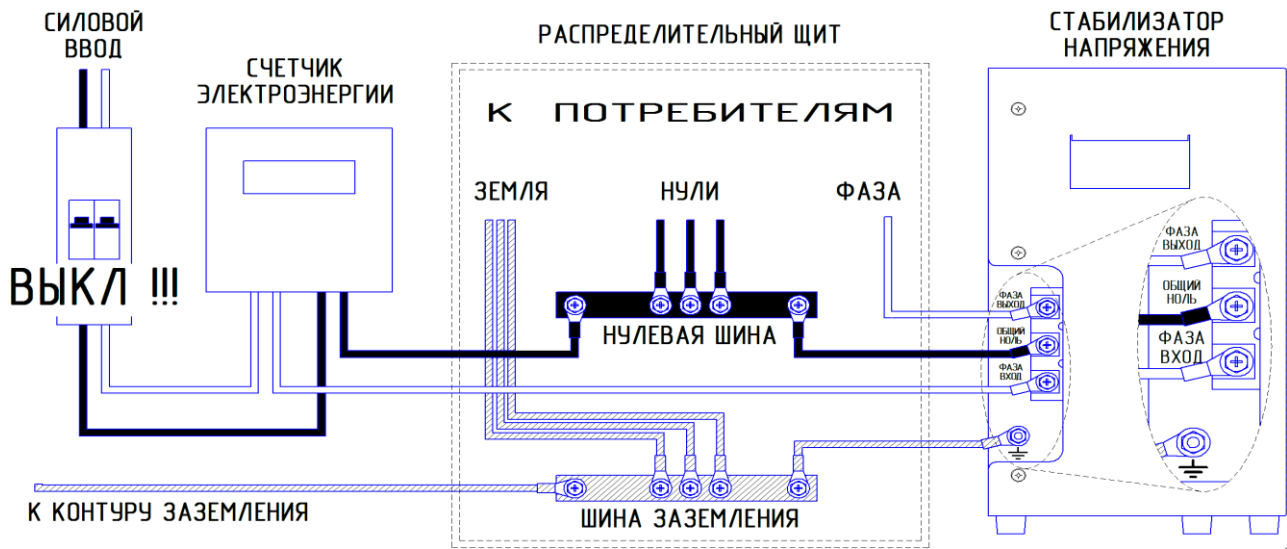 СИЛОВОЙ
ВВОД
СЧЕТЧИК
ЭЛЕКТРОЭНЕРГИИ
РАСПРЕДЕЛИТЕЛЬНЫЙ ЩИТ
СТАБИЛИЗАТОР
НАПРЯЖЕНИЯ
К ПОТРЕБИТЕЛЯМ
ЗЕМЛЯ
НУЛИ
ФАЗА
ВЫКЛ !!!
НУЛЕВАЯ ШИНА
ФАЗА
ВЫХОД
ОБЩИЙ
НОЛЬ
ФАЗА
ВХОД
ФАЗА
ВЫХОД
ОБЩИЙ
НОЛЬ
ФАЗА
ВХОД
К КОНТУРУ ЗАЗЕМЛЕНИЯ
ШИНА ЗАЗЕМЛЕНИЯ